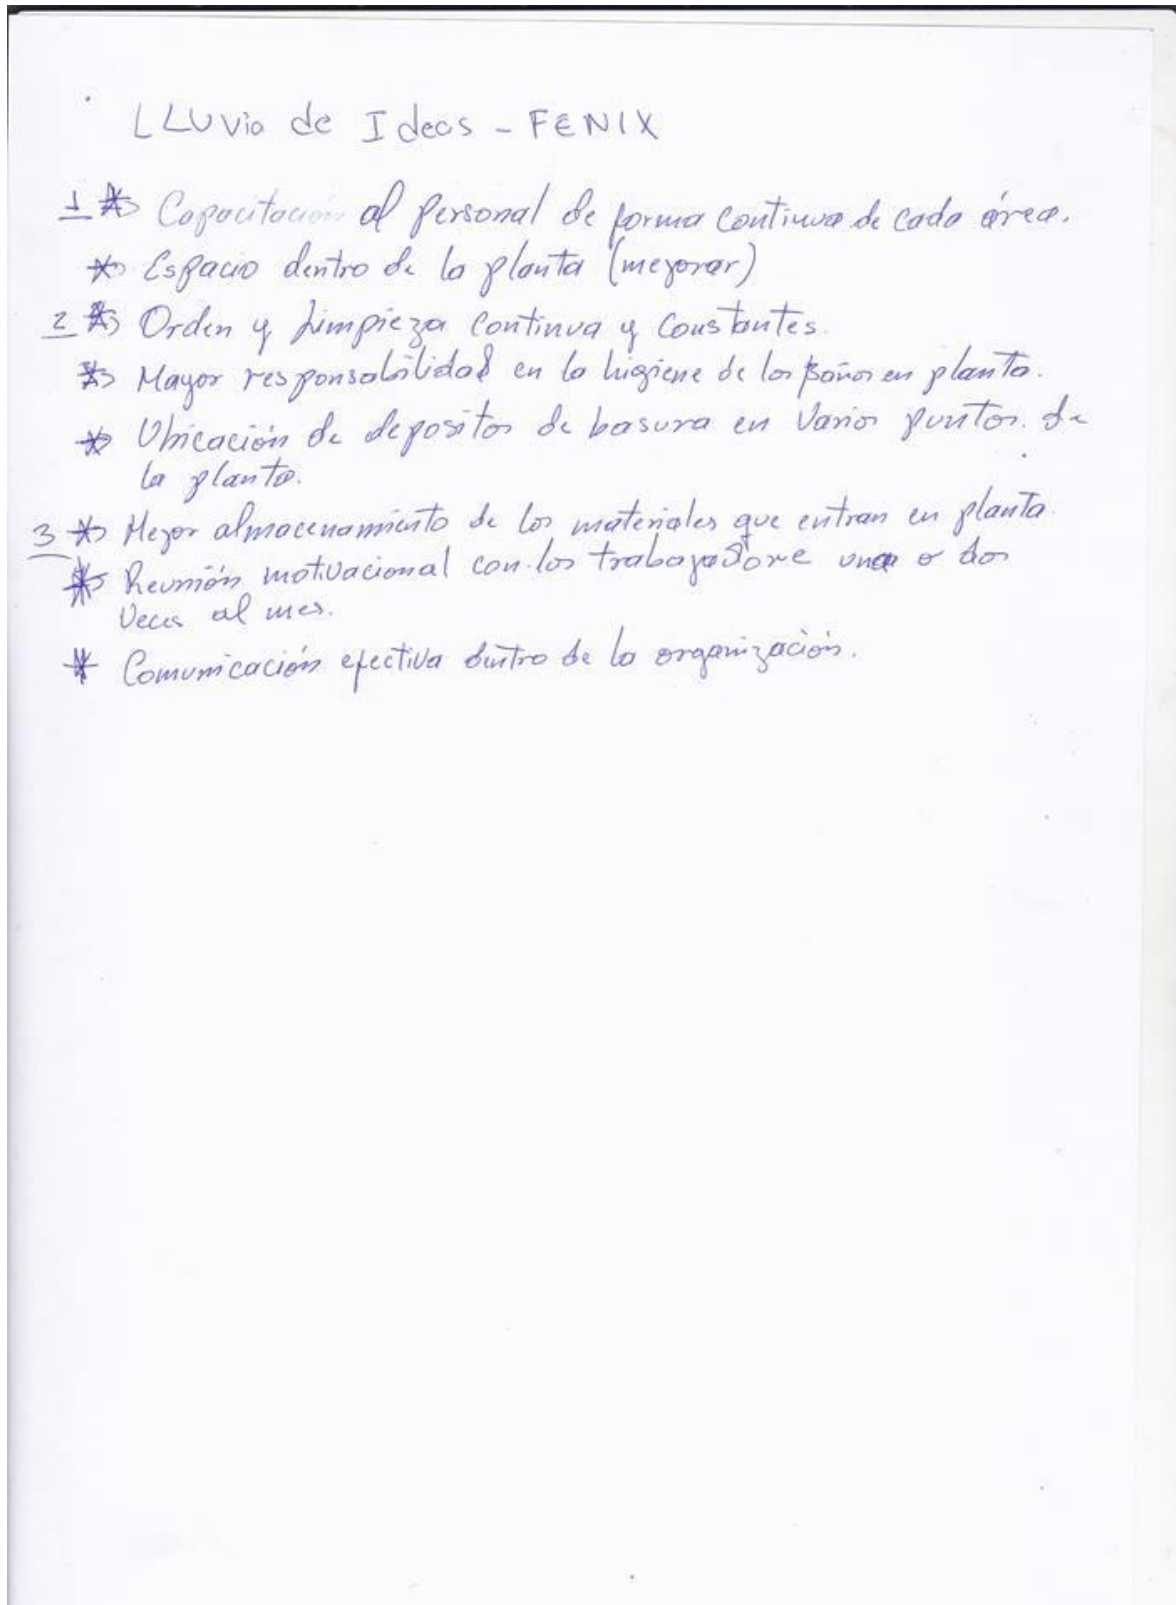 LLUvia de Ideas - FENIX
1 * Capacitación al Personal de forma continua de cada área.
* Espacio dentro de la planta (mejorar)
2 * Orden y Limpieza continua y Constantes.
* Mayor responsabilidad en la higiene de los Baños en planta.
* Ubicación de depositos de basura en Varios puntos. de
la planta.
3 * Mejor almacenamiento de los materiales que entran en planta.
* Reunión motivacional con los trabajadore una o dos
Veces al mes.
* Comunicación efectiva dentro de la organización.